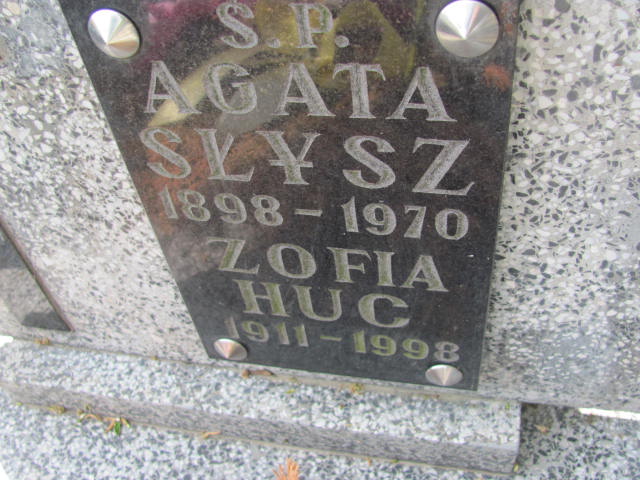 S.P.
AGATA
SŁYSZ
1898-1970
ZOFIA
HUC
1911-1998